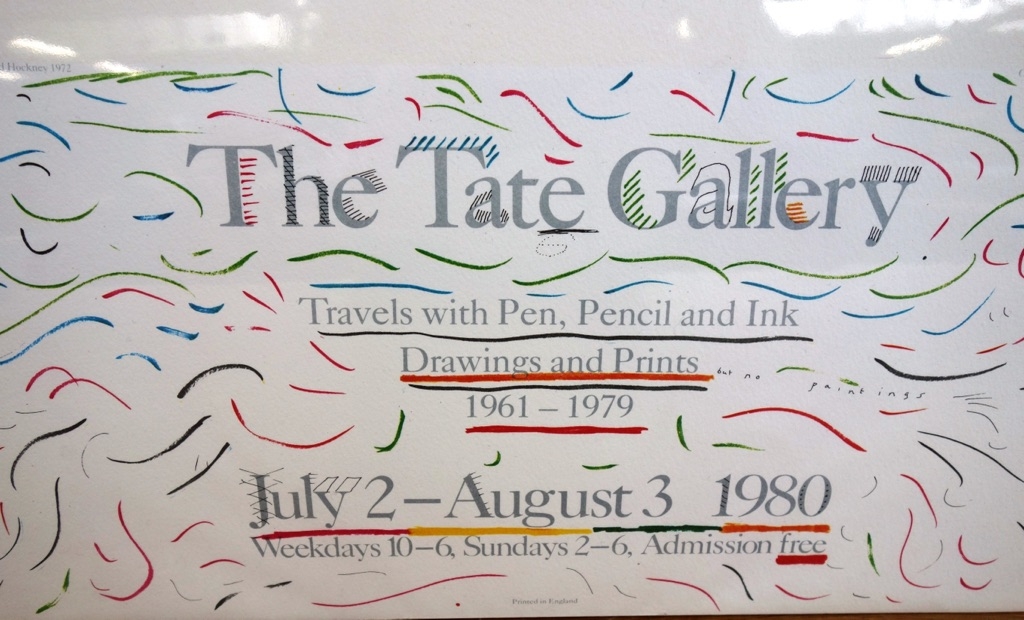 Hockney 1972
The Tate Gallery
Travels with Pen, Pencil and Ink
Drawings and Prints but no paintings
1961 – 1979
July 2 – August 3 1980
Weekdays 10–6, Sundays 2–6, Admission free
Printed in England